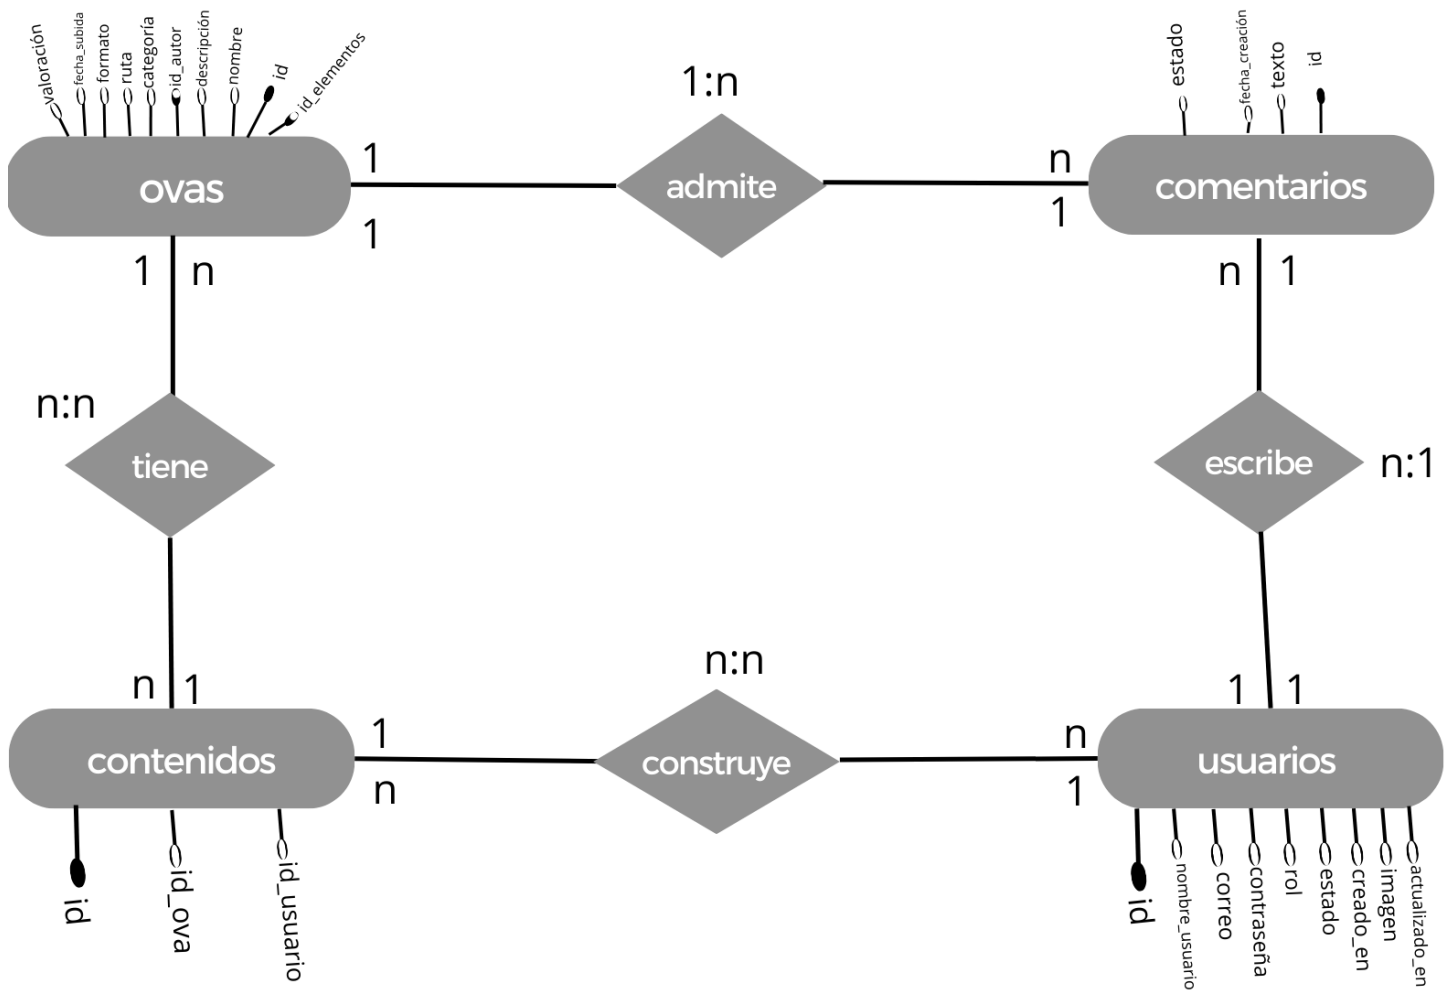 valoración
fecha_subida
formato
ruta
categoría
id_autor
descripción
nombre
id
id_elementos
estado
fecha_creación
texto
id
1:n
ovas
1
1
admite
n
1
comentarios
1
n
n
1
n:n
tiene
escribe
n:1
n
1
1
1
n:n
contenidos
1
n
construye
n
1
usuarios
id
id_ova
id_usuario
id
nombre_usuario
correo
contraseña
rol
estado
creado_en
imagen
actualizado_en